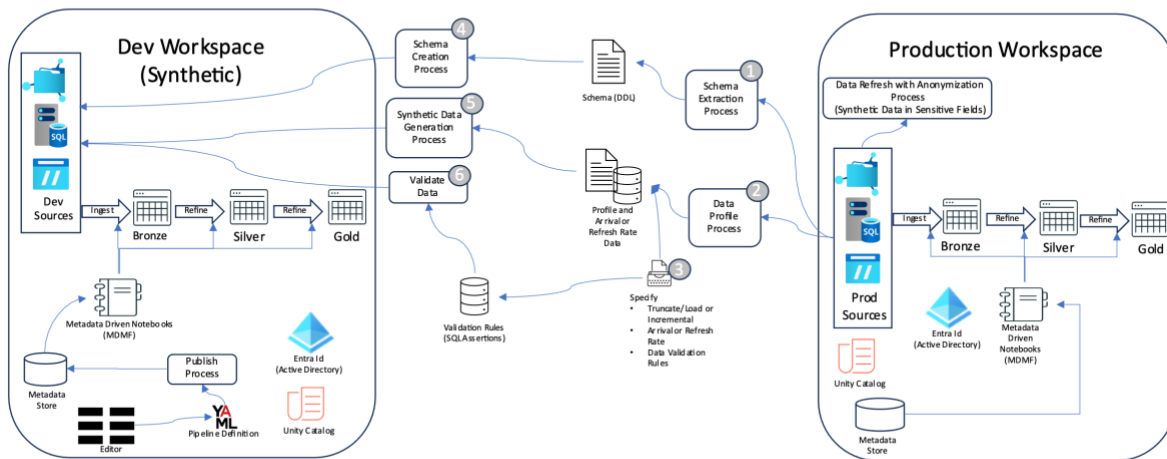 Dev Workspace
(Synthetic)
SQL
Dev
Sources
Ingest
Refine
Refine
Bronze
Silver
Gold
Metadata Driven Notebooks
(MDMF)
Metadata
Store
Publish
Process
Editor
YAML
Pipeline Definition
Entra Id
(Active Directory)
Unity Catalog
4
Schema
Creation
Process
5
Synthetic Data
Generation
Process
6
Validate
Data
Schema (DDL)
1
Schema
Extraction
Process
Profile and
Arrival or
Refresh Rate
Data
2
Data
Profile
Process
3
Validation Rules
(SQL Assertions)
Specify
• Truncate/Load or
Incremental
• Arrival or Refresh
Rate
• Data Validation
Rules
Production Workspace
Data Refresh with Anonymization
Process
(Synthetic Data in Sensitive Fields)
SQL
Prod
Sources
Ingest
Refine
Refine
Bronze
Silver
Gold
Entra Id
(Active Directory)
Metadata
Driven
Notebooks
(MDMF)
Unity Catalog
Metadata
Store